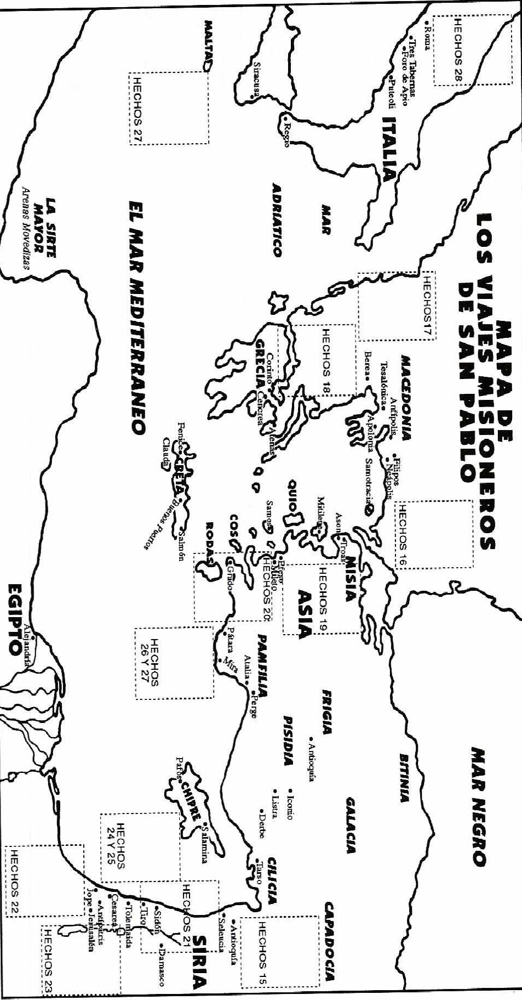 MAPA DE
LOS VIAJES MISIONEROS
DE SAN PABLO
HECHOS 28
Roma
Tres Tabernas
Foro de Apio
Puteoli
ITALIA
Regio
Siracusa
MALTA
HECHOS 27
MAR
ADRIATICO
EL MAR MEDITERRANEO
LA SIRTE
MAYOR
Arenas Movedizas
HECHOS17
HECHOS 18
MACEDONIA
Berea
Tesalónica
Anfípolis
Apolonia
Filipos
Neápolis
Samotracia
GRECIA
Corinto
Cencrea
Atenas
Fenice
Clauda
CRETA
Buenos Puertos
Salmón
QUIO
Mitilene
Samos
COS
RODAS
Ason
Troas
MISIA
HECHOS 16
HECHOS 19
ASIA
Efeso
Mileto
HECHOS 20
Gnido
Pátara
Mira
PAMFILIA
Atalia
Perge
HECHOS
26 Y 27
EGIPTO
Alejandría
MAR NEGRO
BITINIA
FRIGIA
PISIDIA
Antioquía
GALACIA
Iconio
Listra
Derbe
CILICIA
Tarso
CAPADOCIA
CHIPRE
Pafos
Salamina
HECHOS
24 Y 25
HECHOS 22
HECHOS 21
HECHOS 15
HECHOS 23
SIRIA
Antioquía
Seleucia
Sidón
Damasco
Tiro
Tolemaida
Cesarea
Antípatris
Jope
Jerusalén